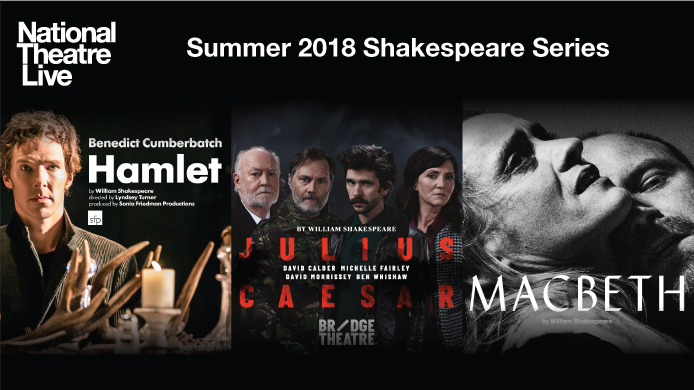 National
Theatre
Live
Summer 2018 Shakespeare Series
Benedict Cumberbatch
Hamlet
by William Shakespeare
directed by Lyndsey Turner
produced by Sonia Friedman Productions
sfp
BY WILLIAM SHAKESPEARE
JULIUS
DAVID CALDER MICHELLE FAIRLEY
DAVID MORRISSEY BEN WHISHAW
CAESAR
BRIDGE
THEATRE
MACBETH
by William Shakespeare